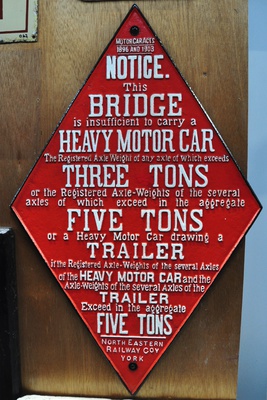 MOTOR CAR ACTS
1896 AND 1903
NOTICE.
This
BRIDGE
is insufficient to carry a
HEAVY MOTOR CAR
The Registered Axle Weight of any axle of which exceeds
THREE TONS
or the Registered Axle-Weights of the several
axles of which exceed in the aggregate
FIVE TONS
or a Heavy Motor Car drawing a
TRAILER
if the Registered Axle-Weights of the several Axles
of the HEAVY MOTOR CAR and the
Axle-Weights of the several Axles of the
TRAILER
Exceed in the aggregate
FIVE TONS
NORTH EASTERN
RAILWAY COY
YORK